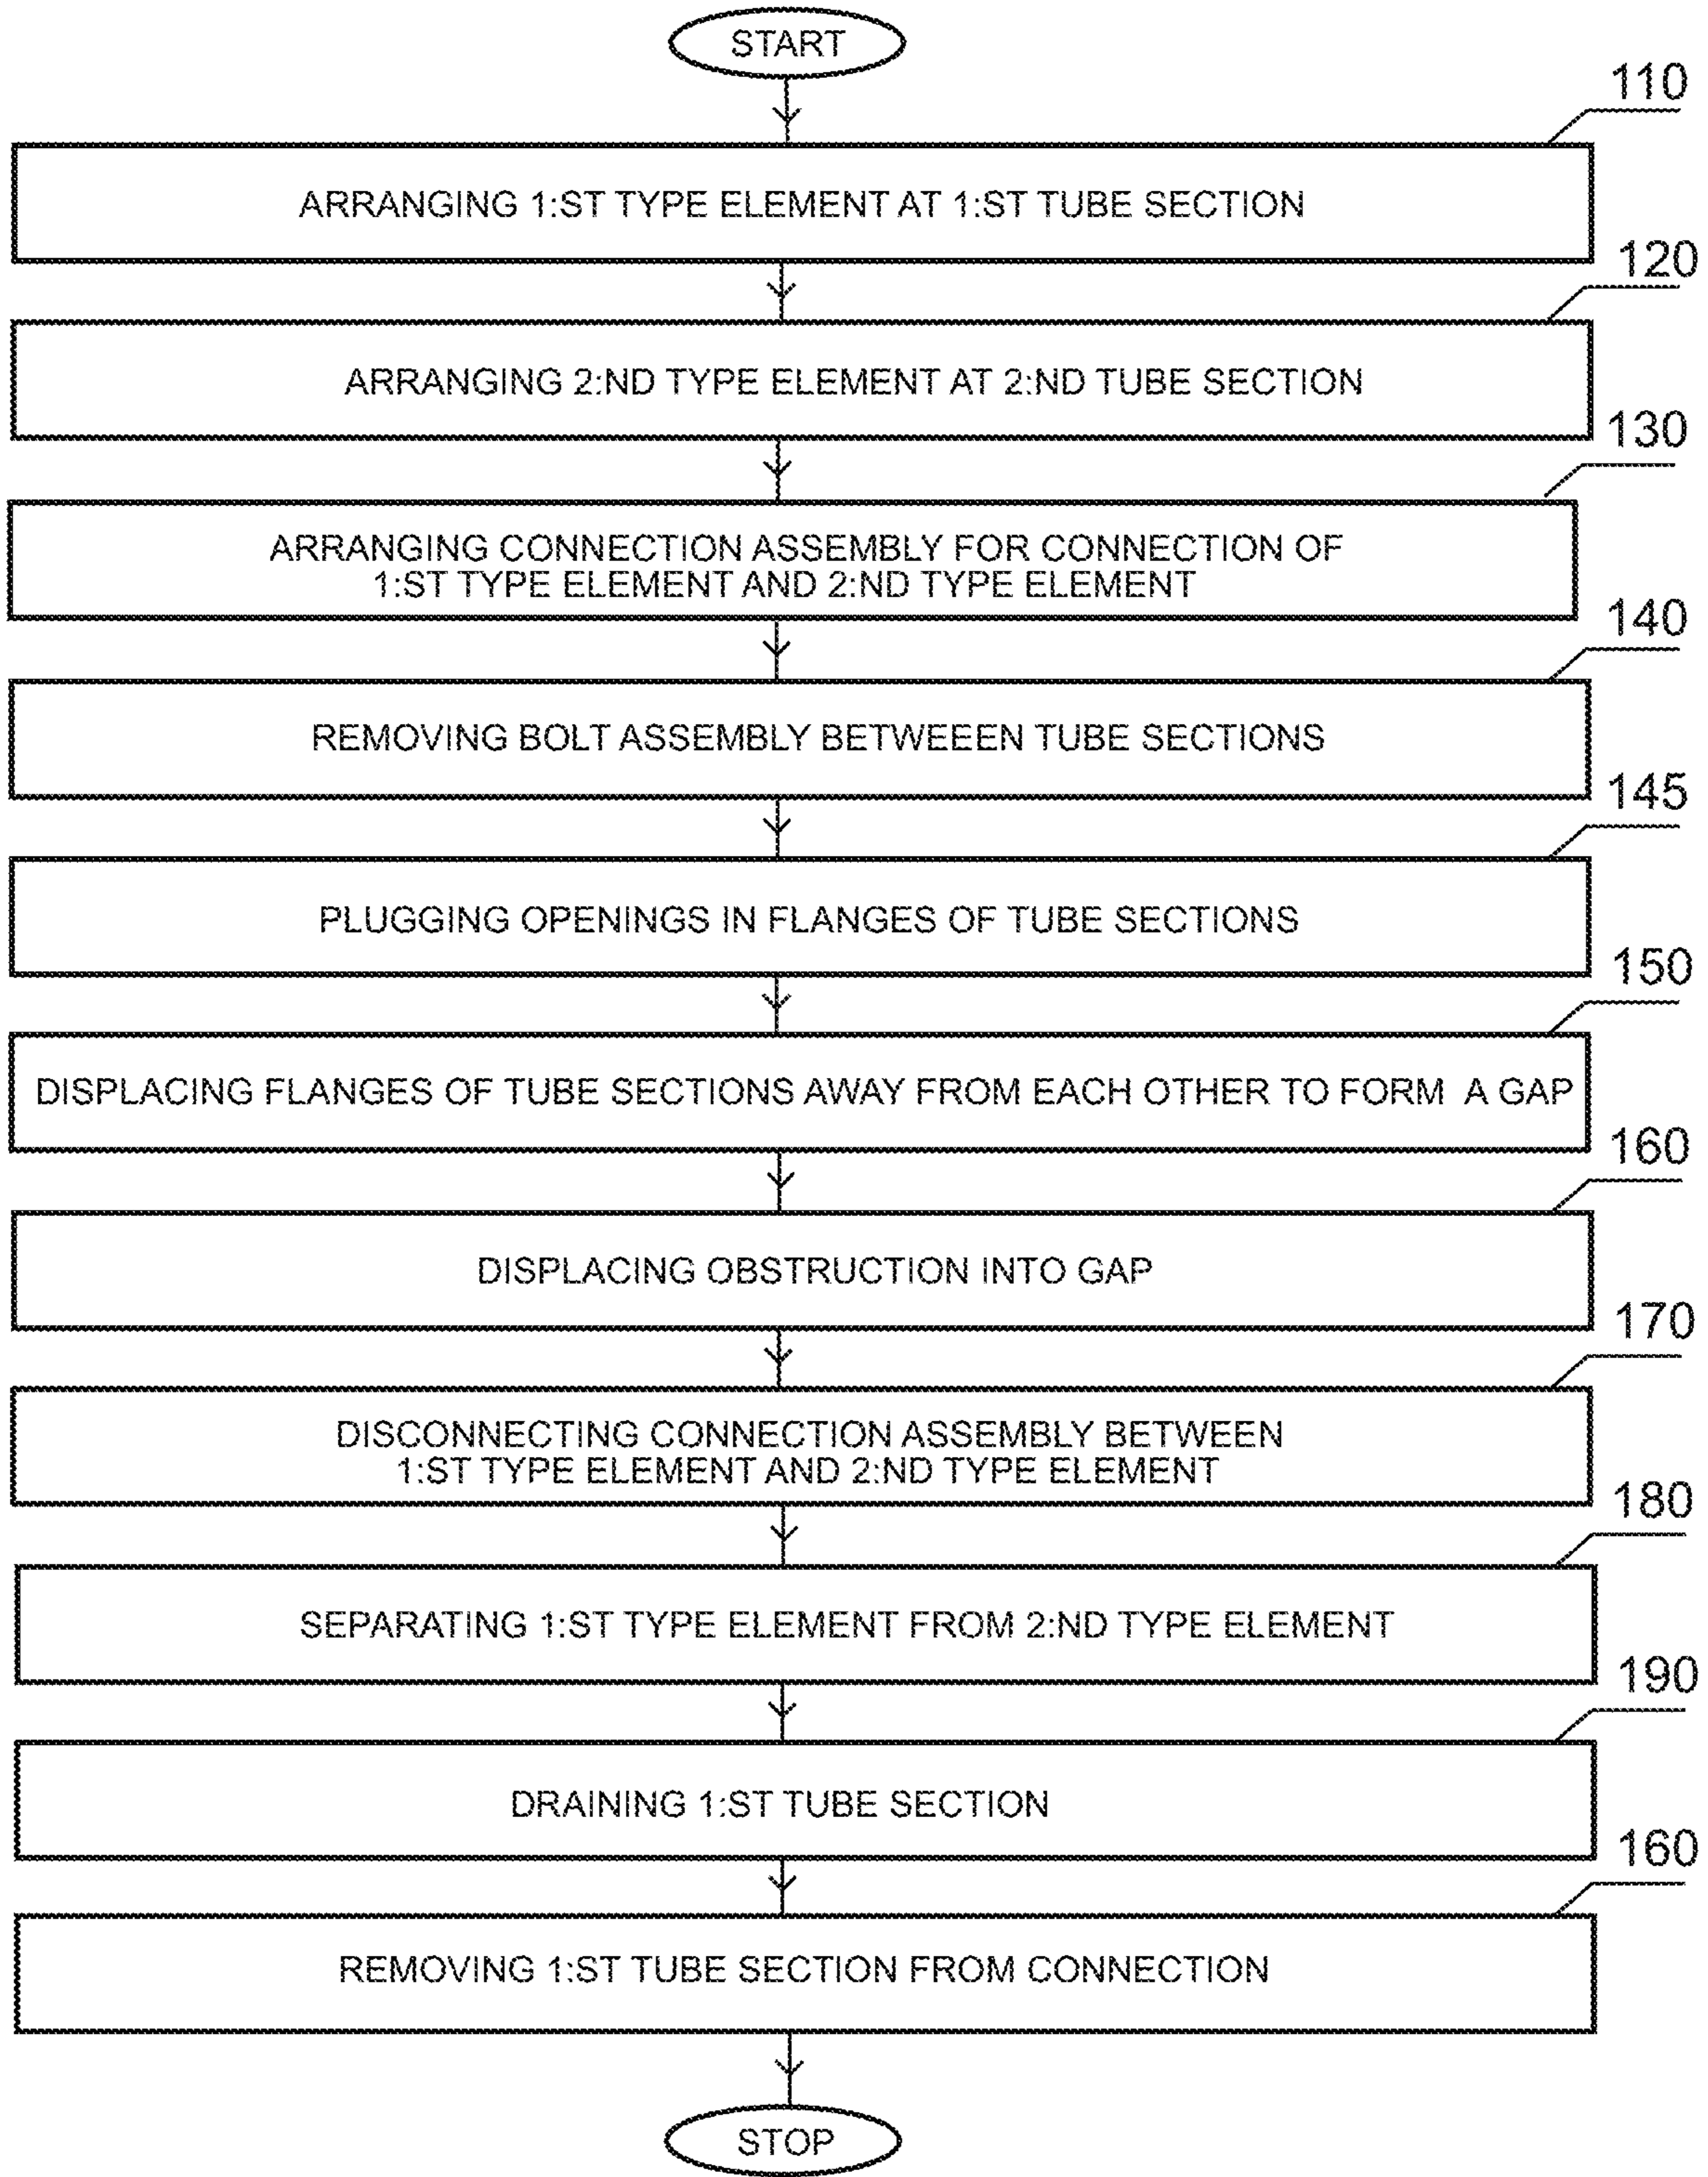 START
110
ARRANGING 1:ST TYPE ELEMENT AT 1:ST TUBE SECTION
120
ARRANGING 2:ND TYPE ELEMENT AT 2:ND TUBE SECTION
130
ARRANGING CONNECTION ASSEMBLY FOR CONNECTION OF
1:ST TYPE ELEMENT AND 2:ND TYPE ELEMENT
140
REMOVING BOLT ASSEMBLY BETWEEEN TUBE SECTIONS
145
PLUGGING OPENINGS IN FLANGES OF TUBE SECTIONS
150
DISPLACING FLANGES OF TUBE SECTIONS AWAY FROM EACH OTHER TO FORM A GAP
160
DISPLACING OBSTRUCTION INTO GAP
170
DISCONNECTING CONNECTION ASSEMBLY BETWEEN
1:ST TYPE ELEMENT AND 2:ND TYPE ELEMENT
180
SEPARATING 1:ST TYPE ELEMENT FROM 2:ND TYPE ELEMENT
190
DRAINING 1:ST TUBE SECTION
160
REMOVING 1:ST TUBE SECTION FROM CONNECTION
STOP